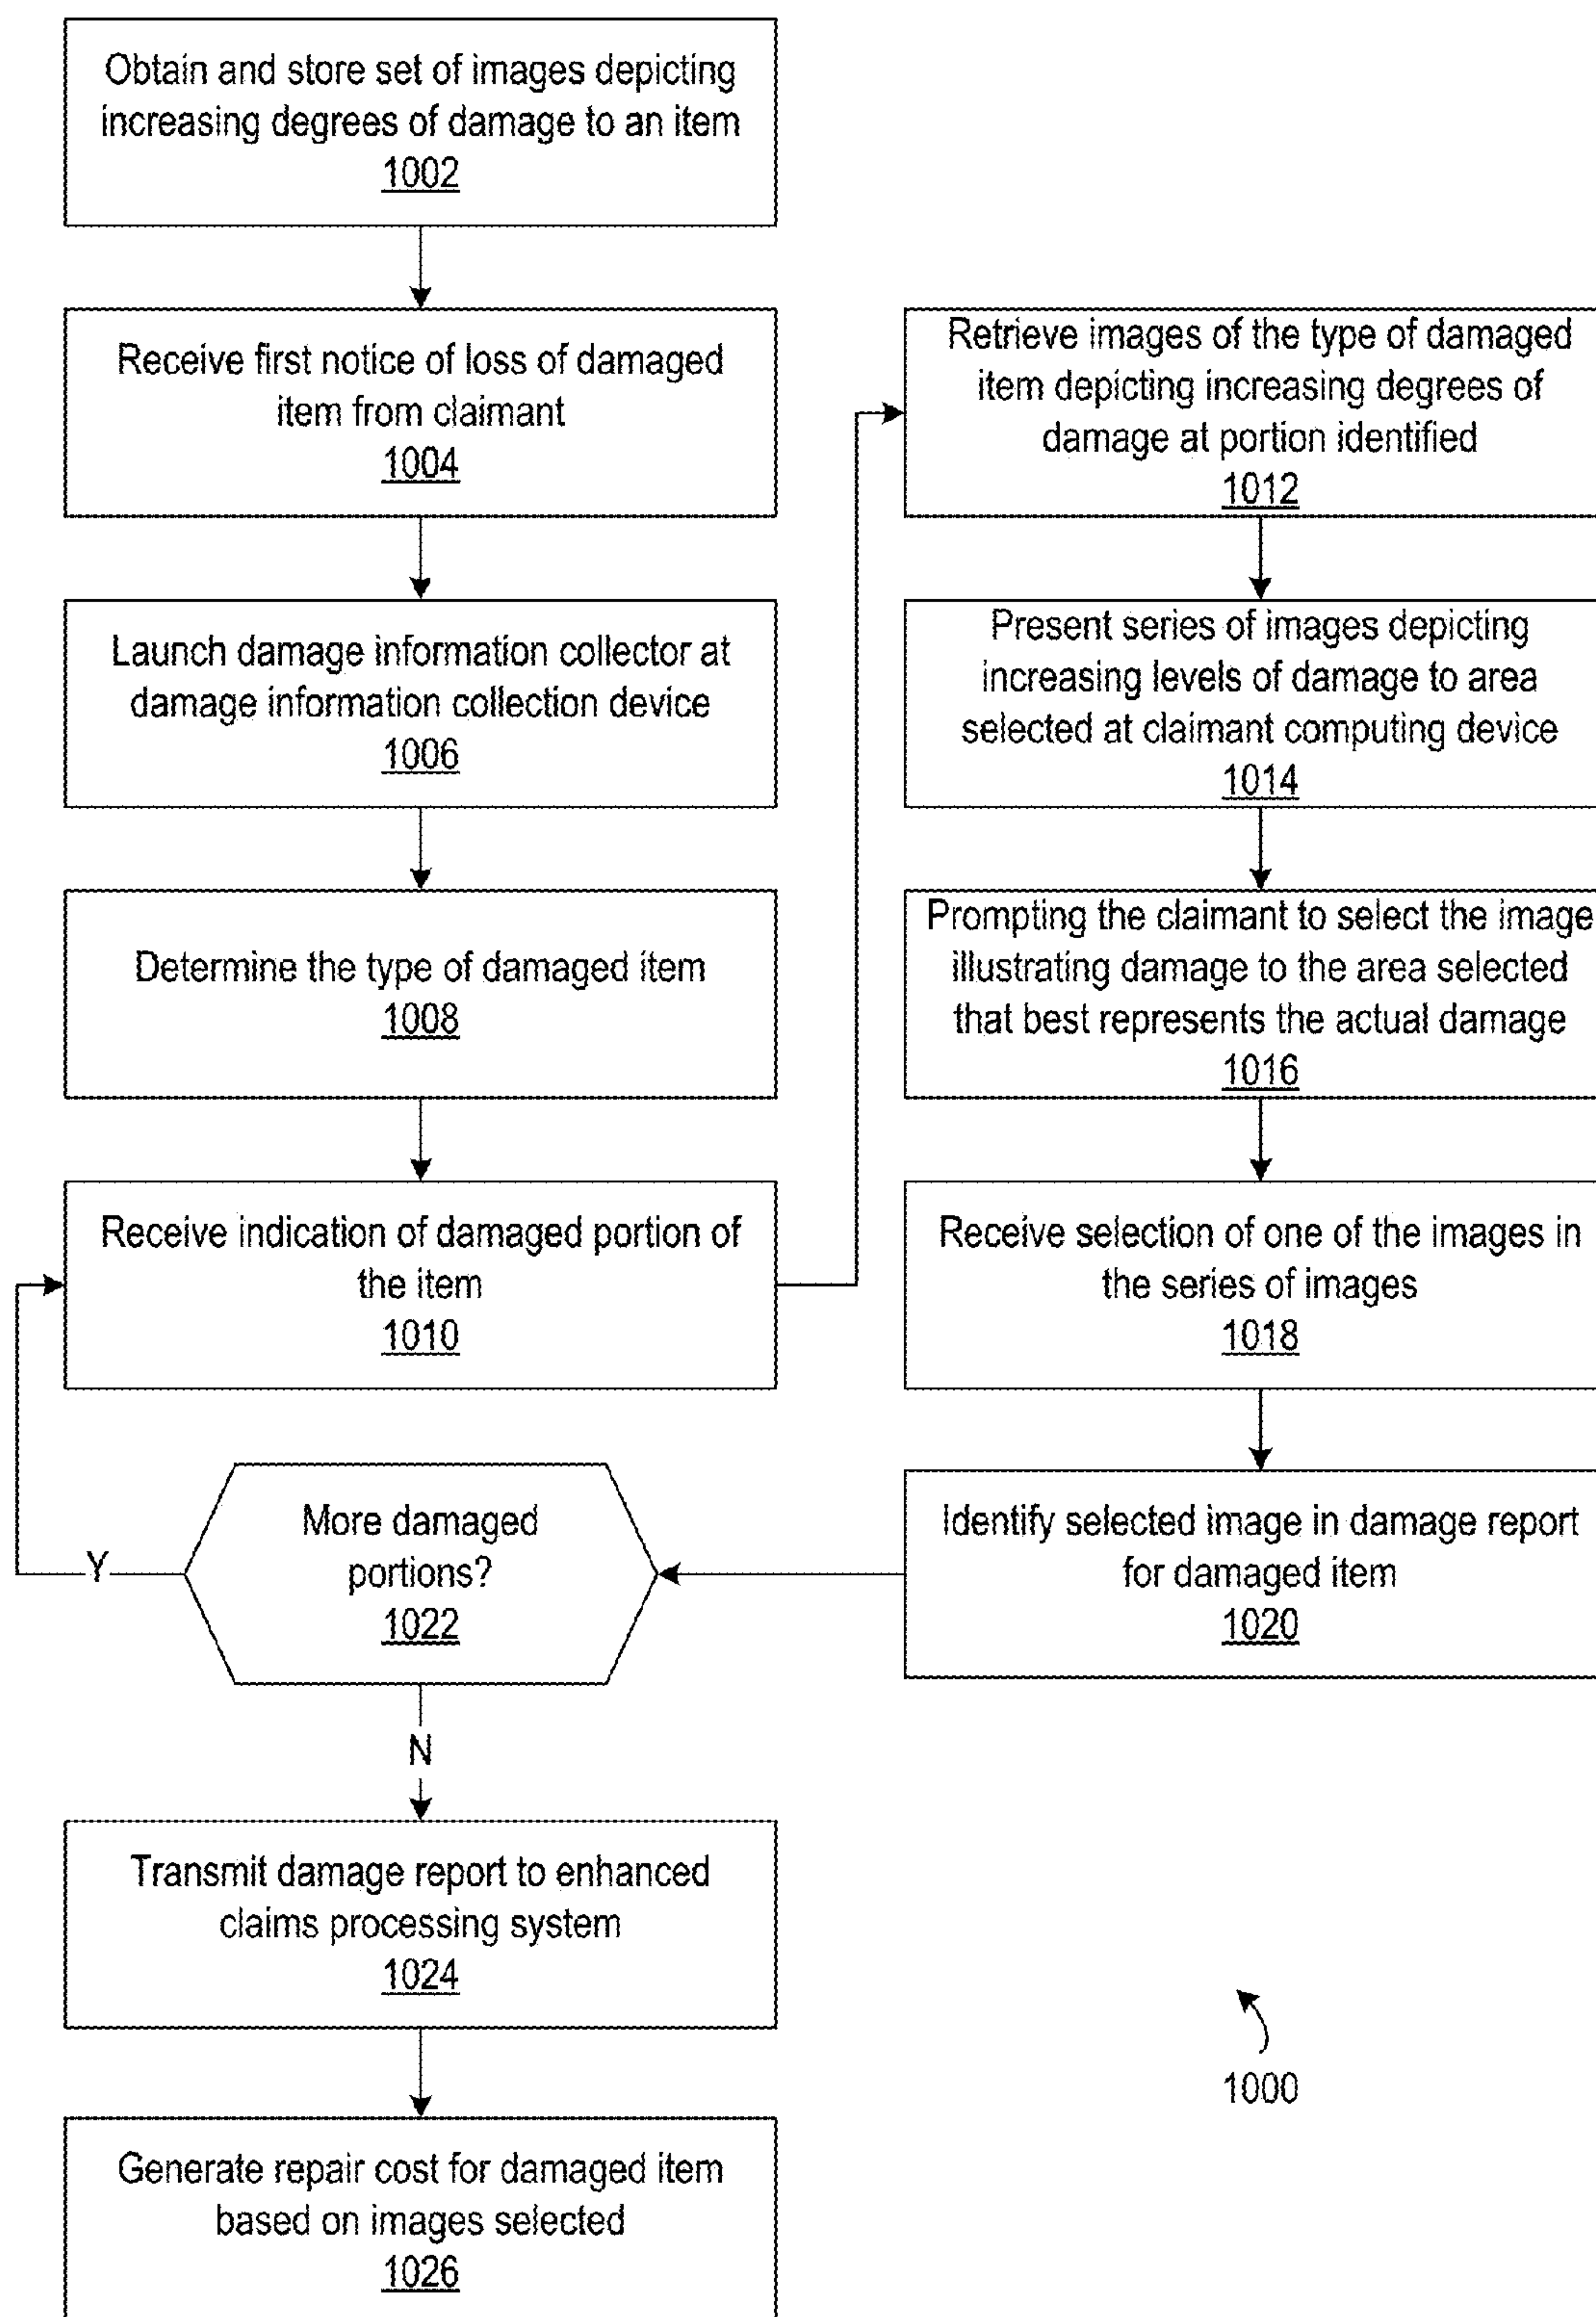 Obtain and store set of images depicting
increasing degrees of damage to an item
1002
Receive first notice of loss of damaged
item from claimant
1004
Launch damage information collector at
damage information collection device
1006
Determine the type of damaged item
1008
Receive indication of damaged portion of
the item
1010
Retrieve images of the type of damaged
item depicting increasing degrees of
damage at portion identified
1012
Present series of images depicting
increasing levels of damage to area
selected at claimant computing device
1014
Prompting the claimant to select the image
illustrating damage to the area selected
that best represents the actual damage
1016
Receive selection of one of the images in
the series of images
1018
Identify selected image in damage report
for damaged item
1020
More damaged
portions?
1022
Y
N
Transmit damage report to enhanced
claims processing system
1024
Generate repair cost for damaged item
based on images selected
1026
1000